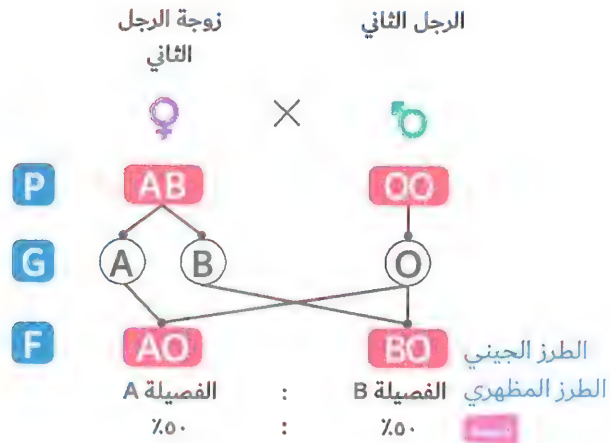 الرجل الثاني
زوجة الرجل
الثاني
×
P AB OO
G A B O
F AO BO الطرز الجيني
الطرز المظهري الفصيلة B : الفصيلة A
٥٠٪ : ٥٠٪